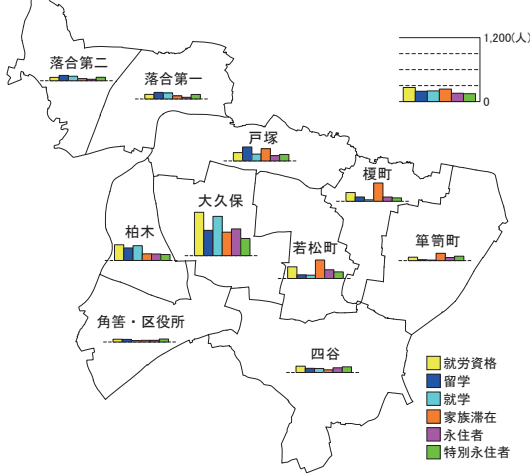 1,200(人)
0
落合第二
落合第一
戸塚
榎町
大久保
柏木
若松町
箪笥町
角筈・区役所
四谷
就労資格
留学
就学
家族滞在
永住者
特別永住者